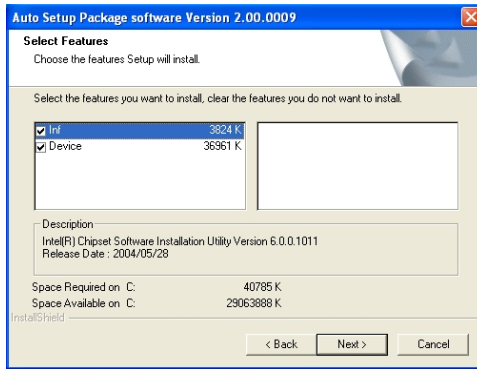 Auto Setup Package software Version 2.00.0009
Select Features
Choose the features Setup will install.
Select the features you want to install, clear the features you do not want to install.
Inf 3824 K
Device 36961 K
Description
Intel(R) Chipset Software Installation Utility Version 6.0.0.1011
Release Date : 2004/05/28
Space Required on C: 40785 K
Space Available on C: 29063888 K
InstallShield
< Back Next > Cancel